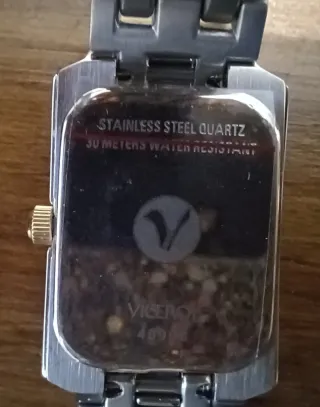 STAINLESS STEEL QUARTZ
30 METERS WATER RESISTANT
V
VICEROY